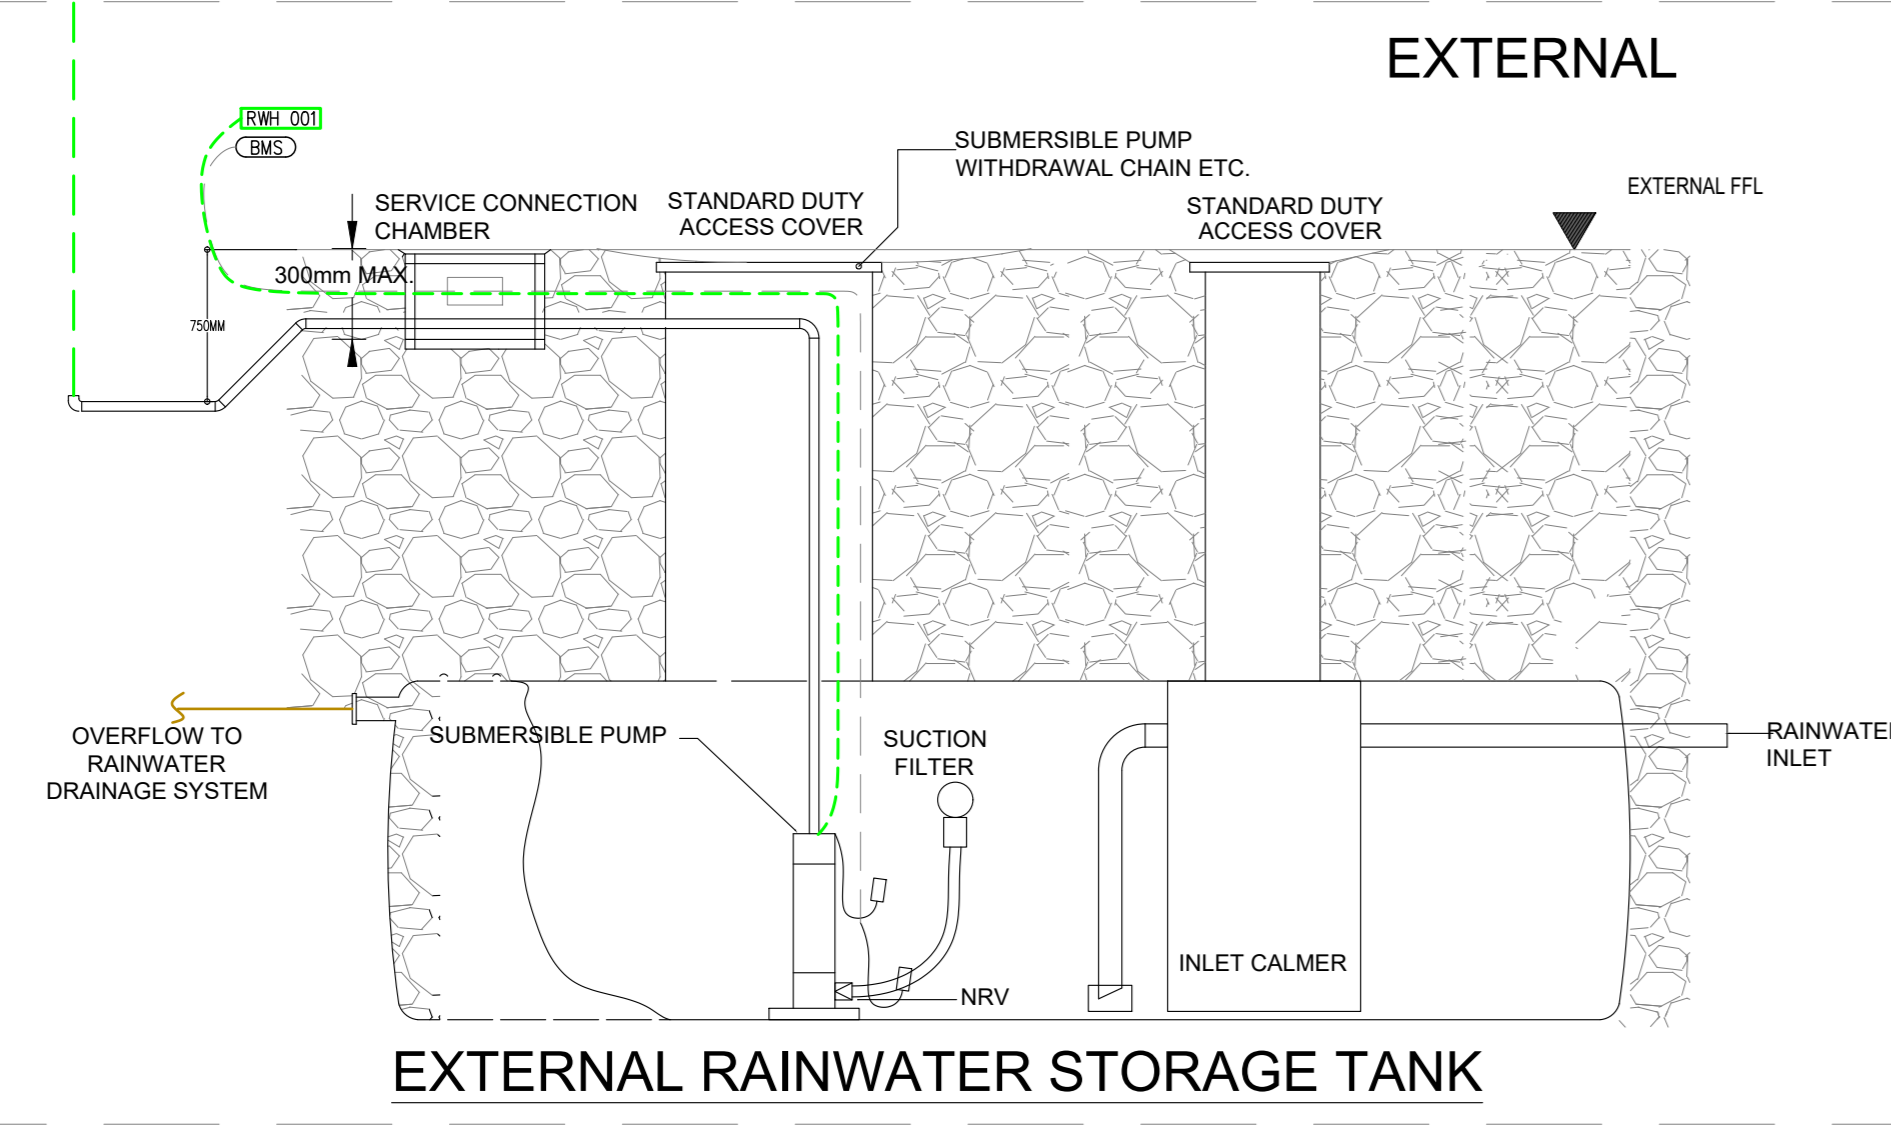 EXTERNAL
RWH 001
BMS
SUBMERSIBLE PUMP
WITHDRAWAL CHAIN ETC.
EXTERNAL FFL
SERVICE CONNECTION
CHAMBER
STANDARD DUTY
ACCESS COVER
STANDARD DUTY
ACCESS COVER
300mm MAX.
750MM
OVERFLOW TO
RAINWATER
DRAINAGE SYSTEM
SUBMERSIBLE PUMP
SUCTION
FILTER
RAINWATER
INLET
INLET CALMER
NRV
EXTERNAL RAINWATER STORAGE TANK